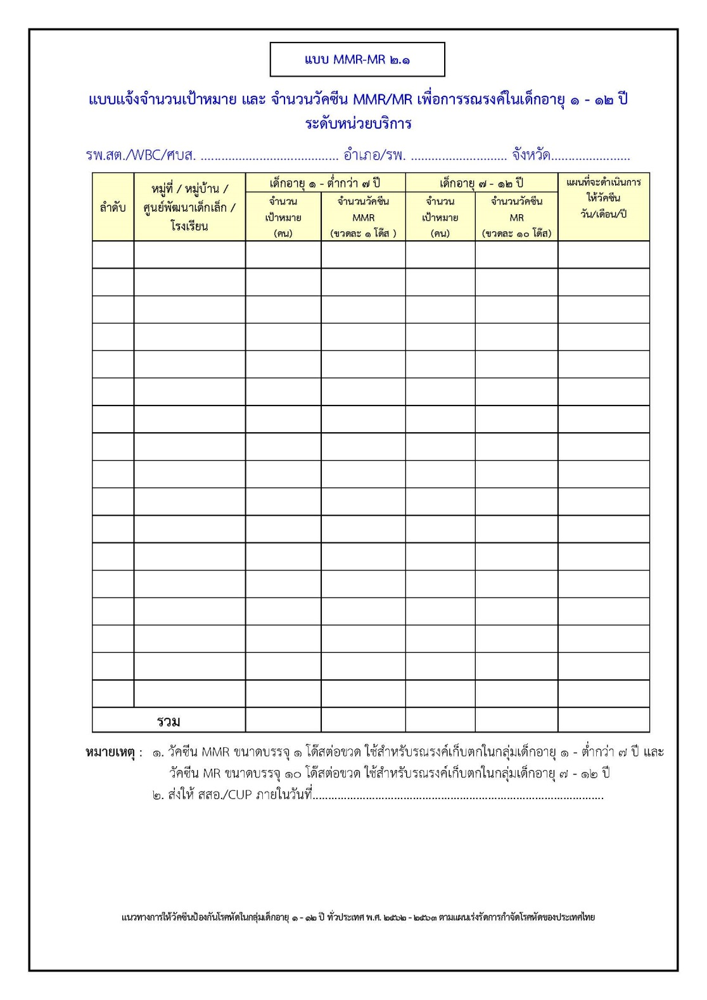 แบบ MMR-MR ๒.๑
แบบแจ้งจำนวนเป้าหมาย และ จำนวนวัคซีน MMR/MR เพื่อการรณรงค์ในเด็กอายุ ๑ - ๑๒ ปี
ระดับหน่วยบริการ
รพ.สต./WBC/ศบส. ........................................ อำเภอ/รพ. ............................ จังหวัด.......................
ลำดับ
หมู่ที่ / หมู่บ้าน /
ศูนย์พัฒนาเด็กเล็ก /
โรงเรียน
เด็กอายุ ๑ - ต่ำกว่า ๗ ปี
จำนวน
เป้าหมาย
(คน)
จำนวนวัคซีน
MMR
(ขวดละ ๑ โด๊ส )
เด็กอายุ ๗ - ๑๒ ปี
จำนวน
เป้าหมาย
(คน)
จำนวนวัคซีน
MR
(ขวดละ ๑๐ โด๊ส)
แผนที่จะดำเนินการ
ให้วัคซีน
วัน/เดือน/ปี
รวม
หมายเหตุ : ๑. วัคซีน MMR ขนาดบรรจุ ๑ โด๊สต่อขวด ใช้สำหรับรณรงค์เก็บตกในกลุ่มเด็กอายุ ๑ - ต่ำกว่า ๗ ปี และ
วัคซีน MR ขนาดบรรจุ ๑๐ โด๊สต่อขวด ใช้สำหรับรณรงค์เก็บตกในกลุ่มเด็กอายุ ๗ - ๑๒ ปี
๒. ส่งให้ สสอ./CUP ภายในวันที่.............................................................................................
แนวทางการให้วัคซีนป้องกันโรคหัดในกลุ่มเด็กอายุ ๑ - ๑๒ ปี ทั่วประเทศ พ.ศ. ๒๕๖๒ - ๒๕๖๓ ตามแผนเร่งรัดการกำจัดโรคหัดของประเทศไทย